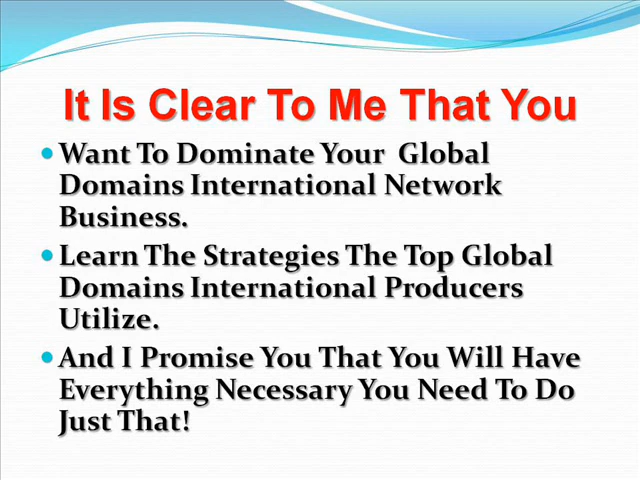 It Is Clear To Me That You
Want To Dominate Your Global
Domains International Network
Business.
Learn The Strategies The Top Global
Domains International Producers
Utilize.
And I Promise You That You Will Have
Everything Necessary You Need To Do
Just That!